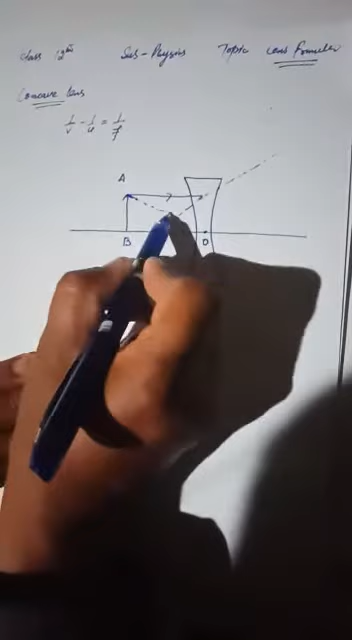 Class 12th Sub - Physics Topic Lens Formula
Concave lens
1/v - 1/u = 1/f
A
B O